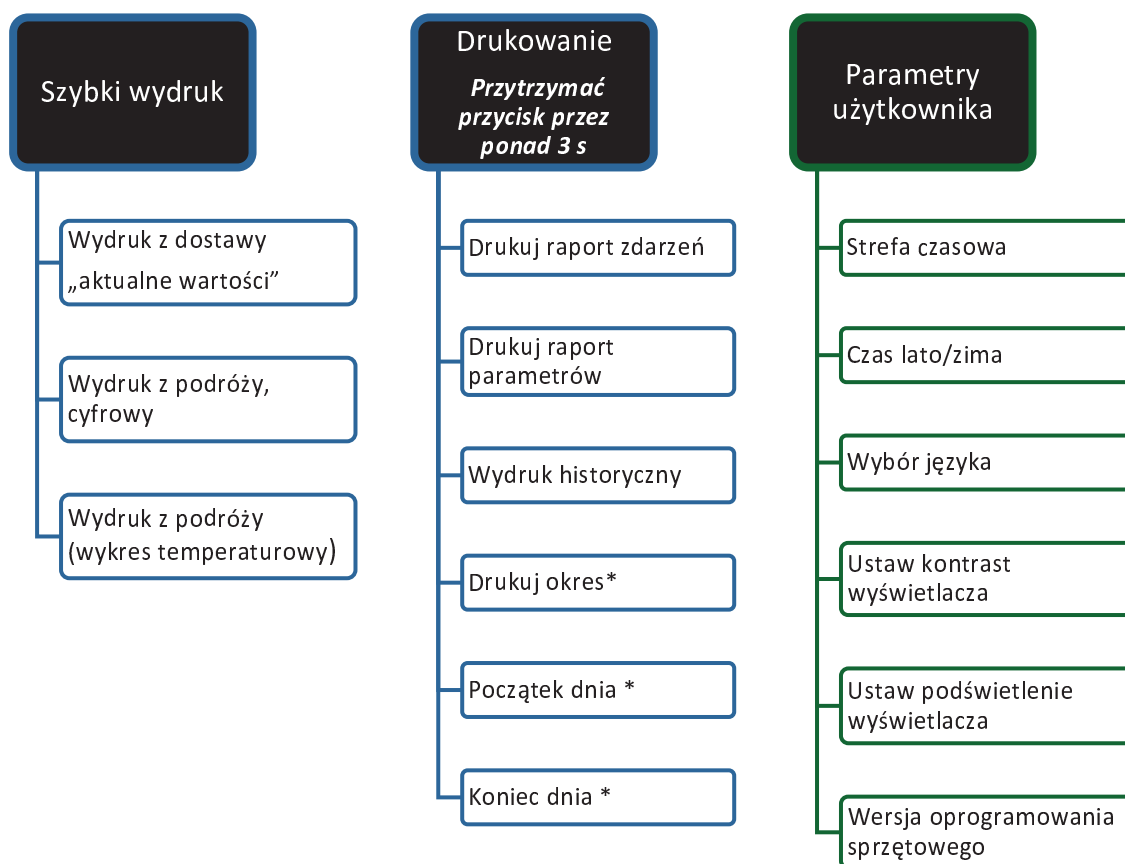 Szybki wydruk
Wydruk z dostawy
„aktualne wartości”
Wydruk z podróży,
cyfrowy
Wydruk z podróży
(wykres temperaturowy)
Drukowanie
Przytrzymać
przycisk przez
ponad 3 s
Drukuj raport zdarzeń
Drukuj raport
parametrów
Wydruk historyczny
Drukuj okres*
Początek dnia *
Koniec dnia *
Parametry
użytkownika
Strefa czasowa
Czas lato/zima
Wybór języka
Ustaw kontrast
wyświetlacza
Ustaw podświetlenie
wyświetlacza
Wersja oprogramowania
sprzętowego